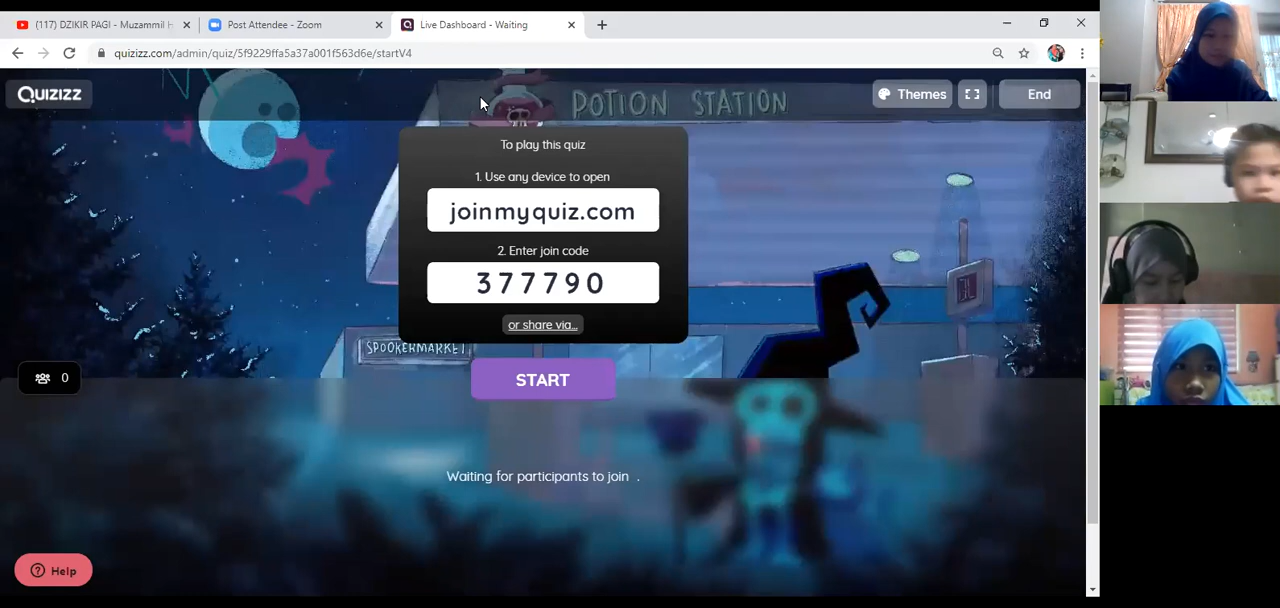 (117) DZIKIR PAGI - Muzammil H
Post Attendee - Zoom
Live Dashboard - Waiting
quizizz.com/admin/quiz/5f9229ffa5a37a001f563d6e/startV4
Quizizz
POTION STATION
Themes
End
To play this quiz
1. Use any device to open
joinmyquiz.com
2. Enter join code
377790
or share via...
SPOOKERMARKET
START
0
Waiting for participants to join .
Help